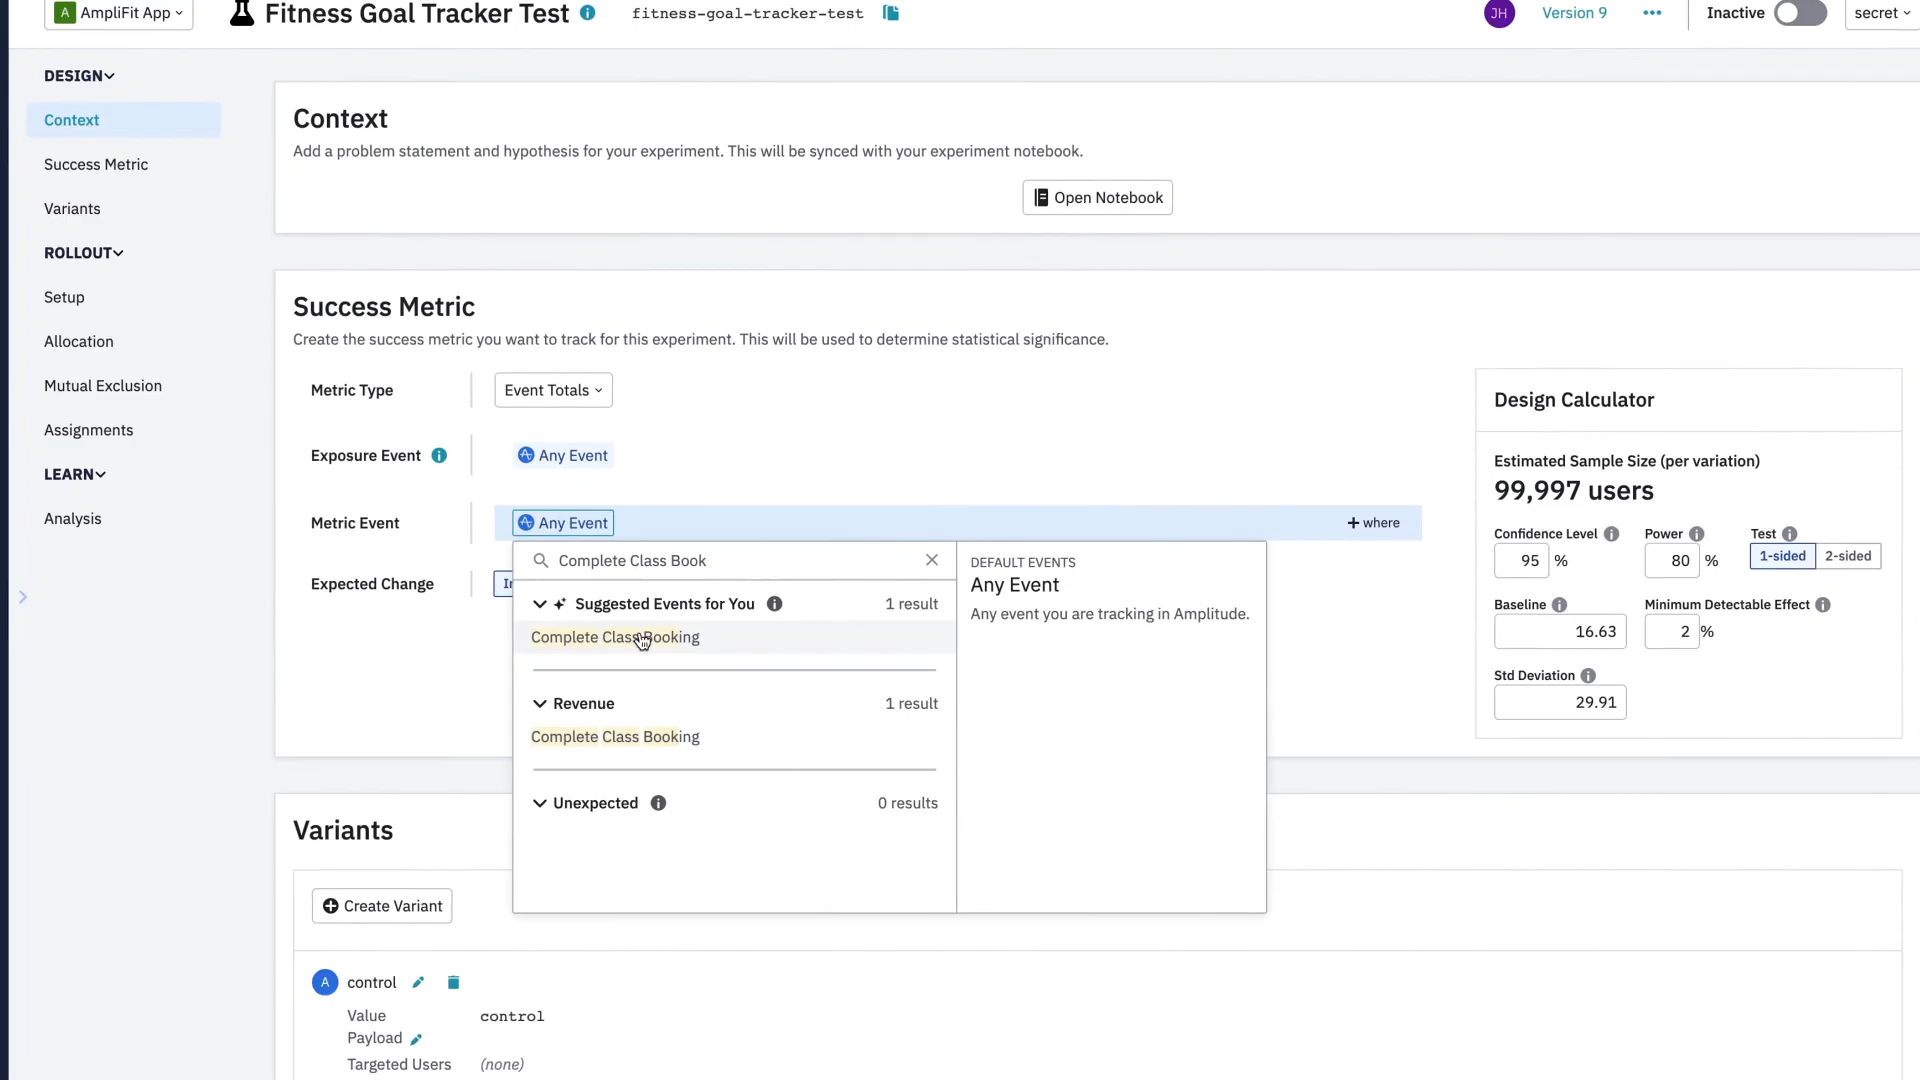 A AmpliFit App
Fitness Goal Tracker Test
fitness-goal-tracker-test
JH
Version 9
Inactive
secret
DESIGN
Context
Success Metric
Variants
ROLLOUT
Setup
Allocation
Mutual Exclusion
Assignments
LEARN
Analysis
Context
Add a problem statement and hypothesis for your experiment. This will be synced with your experiment notebook.
Open Notebook
Success Metric
Create the success metric you want to track for this experiment. This will be used to determine statistical significance.
Metric Type
Event Totals
Exposure Event
Any Event
Metric Event
Any Event
+ where
Expected Change
Complete Class Book
Suggested Events for You
1 result
Complete Class Booking
Revenue
1 result
Complete Class Booking
Unexpected
0 results
DEFAULT EVENTS
Any Event
Any event you are tracking in Amplitude.
Design Calculator
Estimated Sample Size (per variation)
99,997 users
Confidence Level
95 %
Power
80 %
Test
1-sided
2-sided
Baseline
16.63
Minimum Detectable Effect
2 %
Std Deviation
29.91
Variants
Create Variant
A control
Value control
Payload
Targeted Users (none)